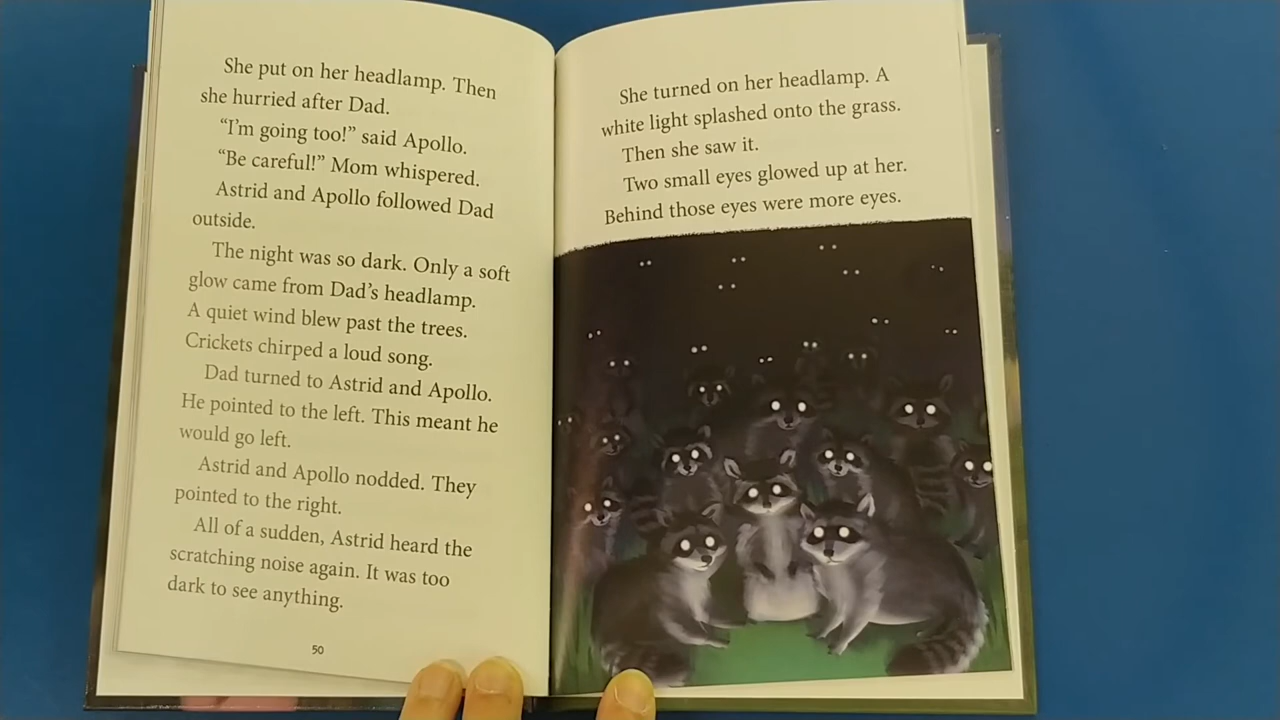 She put on her headlamp. Then
she hurried after Dad.
“I’m going too!” said Apollo.
“Be careful!” Mom whispered.
Astrid and Apollo followed Dad
outside.
The night was so dark. Only a soft
glow came from Dad’s headlamp.
A quiet wind blew past the trees.
Crickets chirped a loud song.
Dad turned to Astrid and Apollo.
He pointed to the left. This meant he
would go left.
Astrid and Apollo nodded. They
pointed to the right.
All of a sudden, Astrid heard the
scratching noise again. It was too
dark to see anything.
50
She turned on her headlamp. A
white light splashed onto the grass.
Then she saw it.
Two small eyes glowed up at her.
Behind those eyes were more eyes.